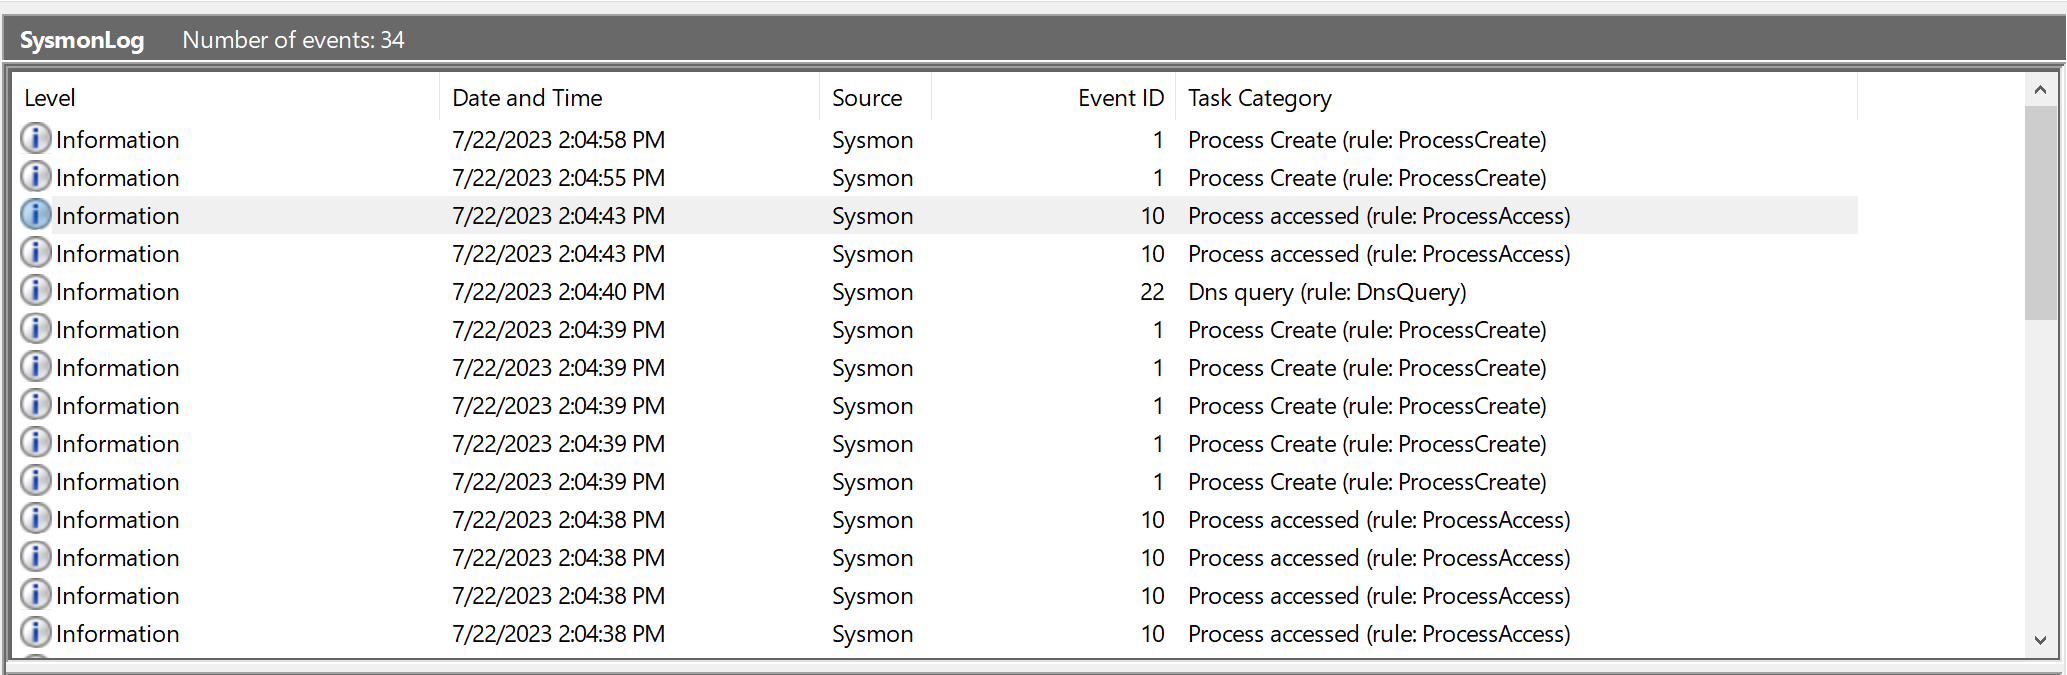 SysmonLog Number of events: 34
Level Date and Time Source Event ID Task Category
Information 7/22/2023 2:04:58 PM Sysmon 1 Process Create (rule: ProcessCreate)
Information 7/22/2023 2:04:55 PM Sysmon 1 Process Create (rule: ProcessCreate)
Information 7/22/2023 2:04:43 PM Sysmon 10 Process accessed (rule: ProcessAccess)
Information 7/22/2023 2:04:43 PM Sysmon 10 Process accessed (rule: ProcessAccess)
Information 7/22/2023 2:04:40 PM Sysmon 22 Dns query (rule: DnsQuery)
Information 7/22/2023 2:04:39 PM Sysmon 1 Process Create (rule: ProcessCreate)
Information 7/22/2023 2:04:39 PM Sysmon 1 Process Create (rule: ProcessCreate)
Information 7/22/2023 2:04:39 PM Sysmon 1 Process Create (rule: ProcessCreate)
Information 7/22/2023 2:04:39 PM Sysmon 1 Process Create (rule: ProcessCreate)
Information 7/22/2023 2:04:39 PM Sysmon 1 Process Create (rule: ProcessCreate)
Information 7/22/2023 2:04:38 PM Sysmon 10 Process accessed (rule: ProcessAccess)
Information 7/22/2023 2:04:38 PM Sysmon 10 Process accessed (rule: ProcessAccess)
Information 7/22/2023 2:04:38 PM Sysmon 10 Process accessed (rule: ProcessAccess)
Information 7/22/2023 2:04:38 PM Sysmon 10 Process accessed (rule: ProcessAccess)